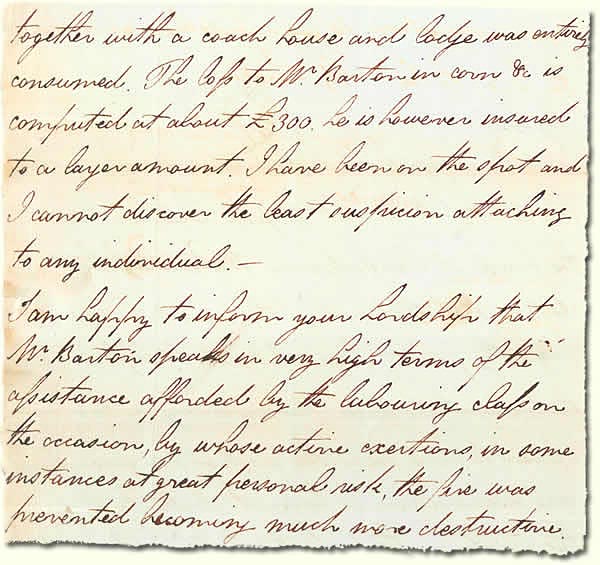 together with a coach house and lodge was entirely
consumed. The loſs to Mr. Barton in corn &c is
computed at about £300. he is however insured
to a larger amount. I have been on the spot and
I cannot discover the least suspicion attaching
to any individual. —
I am happy to inform your Lordship that
Mr. Barton speaks in very high terms of the
aſsistance afforded by the labouring claſs on
the occasion, by whose active exertions, in some
instances at great personal risk, the fire was
prevented becoming much more destructive.